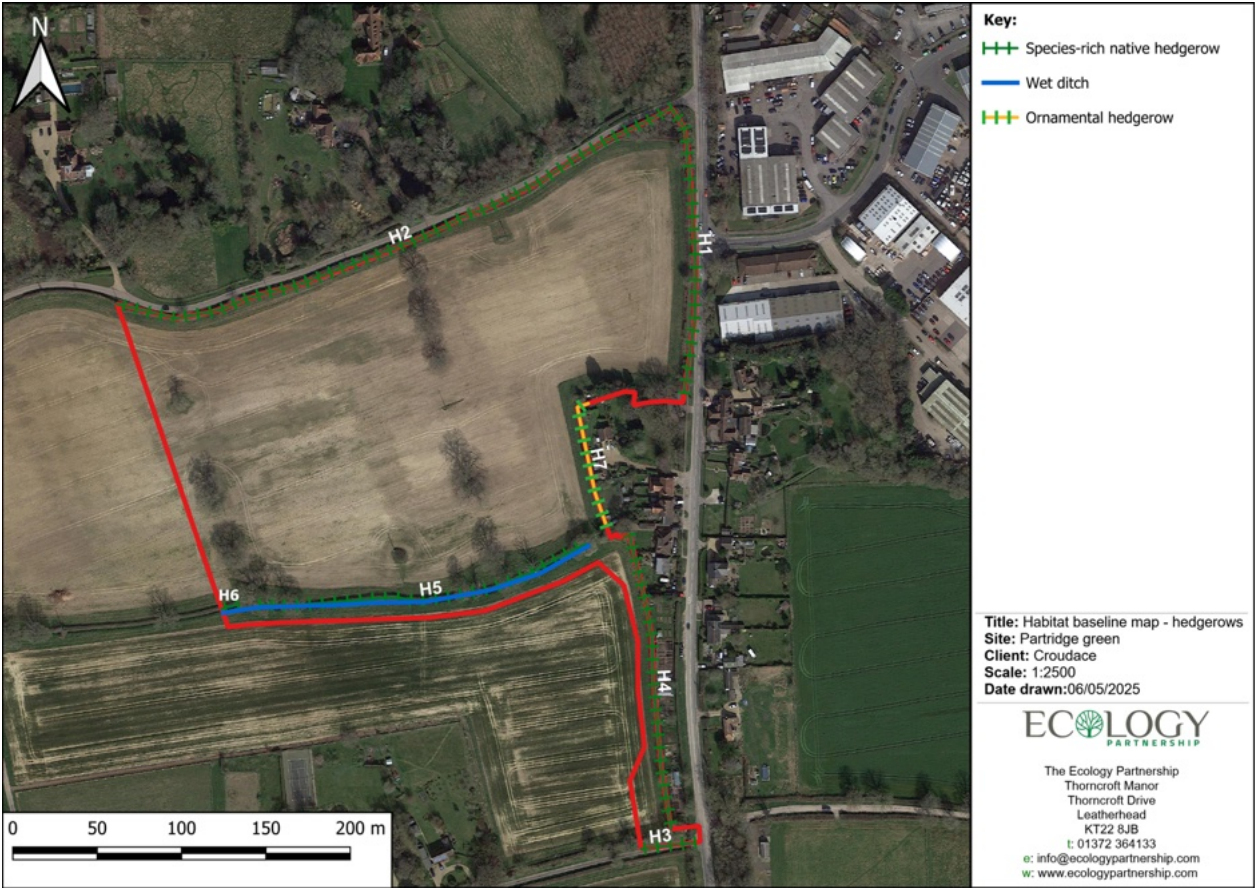 N
H2
H1
H7
H5
H6
H4
H3
0 50 100 150 200 m
Key:
Species-rich native hedgerow
Wet ditch
Ornamental hedgerow
Title: Habitat baseline map - hedgerows
Site: Partridge green
Client: Croudace
Scale: 1:2500
Date drawn:06/05/2025
ECOLOGY
PARTNERSHIP
The Ecology Partnership
Thorncroft Manor
Thorncroft Drive
Leatherhead
KT22 8JB
t: 01372 364133
e: info@ecologypartnership.com
w: www.ecologypartnership.com